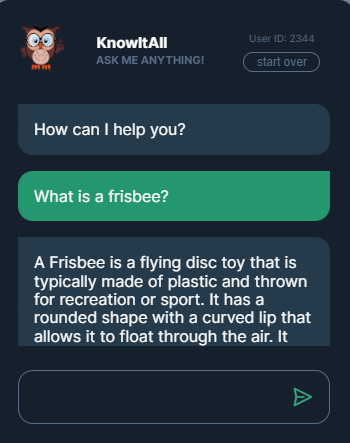 KnowItAll
ASK ME ANYTHING!
User ID: 2344
start over
How can I help you?
What is a frisbee?
A Frisbee is a flying disc toy that is
typically made of plastic and thrown
for recreation or sport. It has a
rounded shape with a curved lip that
allows it to float through the air. It